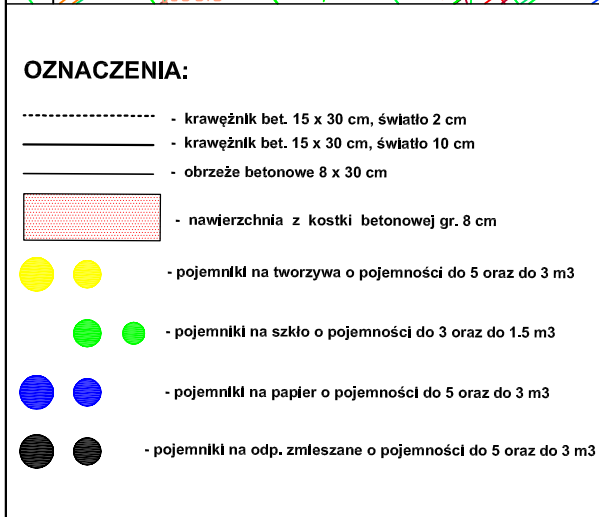 OZNACZENIA:
- krawężnik bet. 15 x 30 cm, światło 2 cm
- krawężnik bet. 15 x 30 cm, światło 10 cm
- obrzeże betonowe 8 x 30 cm
- nawierzchnia z kostki betonowej gr. 8 cm
- pojemniki na tworzywa o pojemności do 5 oraz do 3 m3
- pojemniki na szkło o pojemności do 3 oraz do 1.5 m3
- pojemniki na papier o pojemności do 5 oraz do 3 m3
- pojemniki na odp. zmieszane o pojemności do 5 oraz do 3 m3